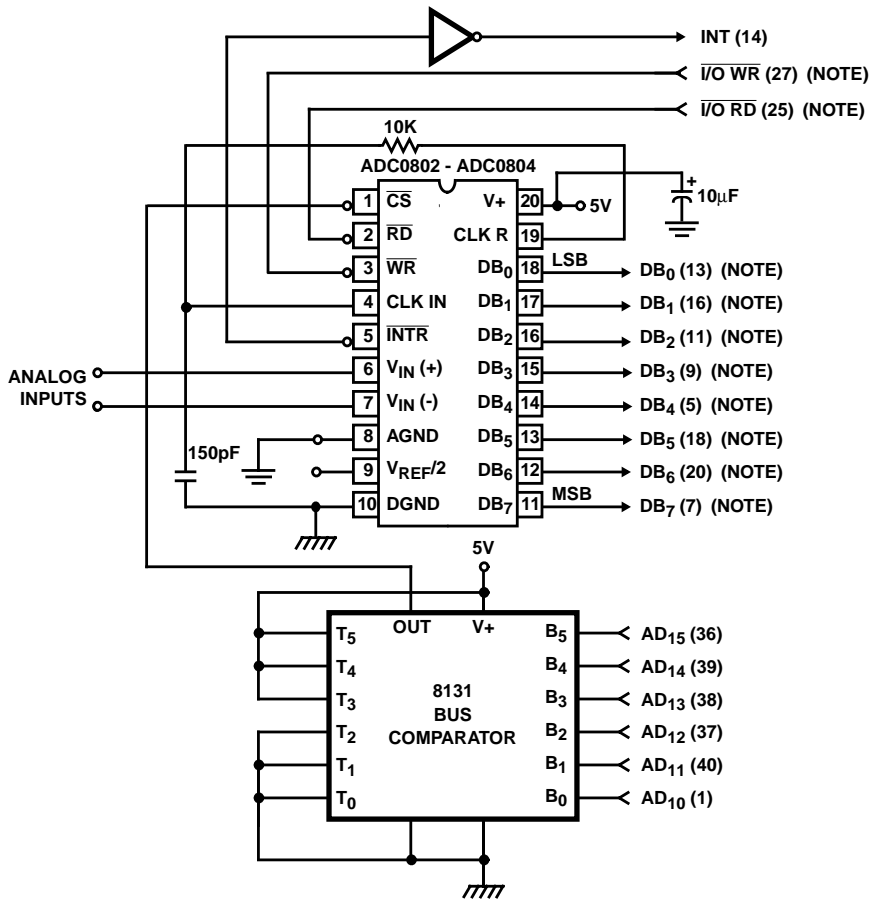 INT (14)
I/O WR (27) (NOTE)
I/O RD (25) (NOTE)
10K
ADC0802 - ADC0804
1 CS V+ 20 5V
10µF
2 RD CLK R 19
3 WR DB0 18 LSB DB0 (13) (NOTE)
4 CLK IN DB1 17 DB1 (16) (NOTE)
5 INTR DB2 16 DB2 (11) (NOTE)
6 VIN (+) DB3 15 DB3 (9) (NOTE)
ANALOG
INPUTS
7 VIN (-) DB4 14 DB4 (5) (NOTE)
8 AGND DB5 13 DB5 (18) (NOTE)
150pF
9 VREF/2 DB6 12 DB6 (20) (NOTE)
10 DGND DB7 11 MSB DB7 (7) (NOTE)
5V
OUT V+
T5 B5 AD15 (36)
T4 B4 AD14 (39)
T3 B3 AD13 (38)
8131
BUS
COMPARATOR
T2 B2 AD12 (37)
T1 B1 AD11 (40)
T0 B0 AD10 (1)